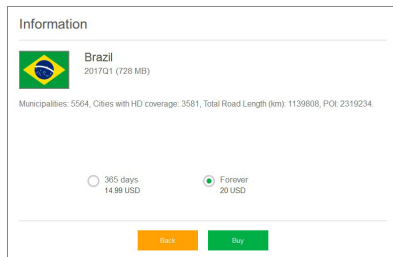 Information
Brazil
2017Q1 (728 MB)
Municipalities: 5564, Cities with HD coverage: 3581, Total Road Length (km): 1139808, POI: 2319234.
365 days
14.99 USD
Forever
20 USD
Back
Buy